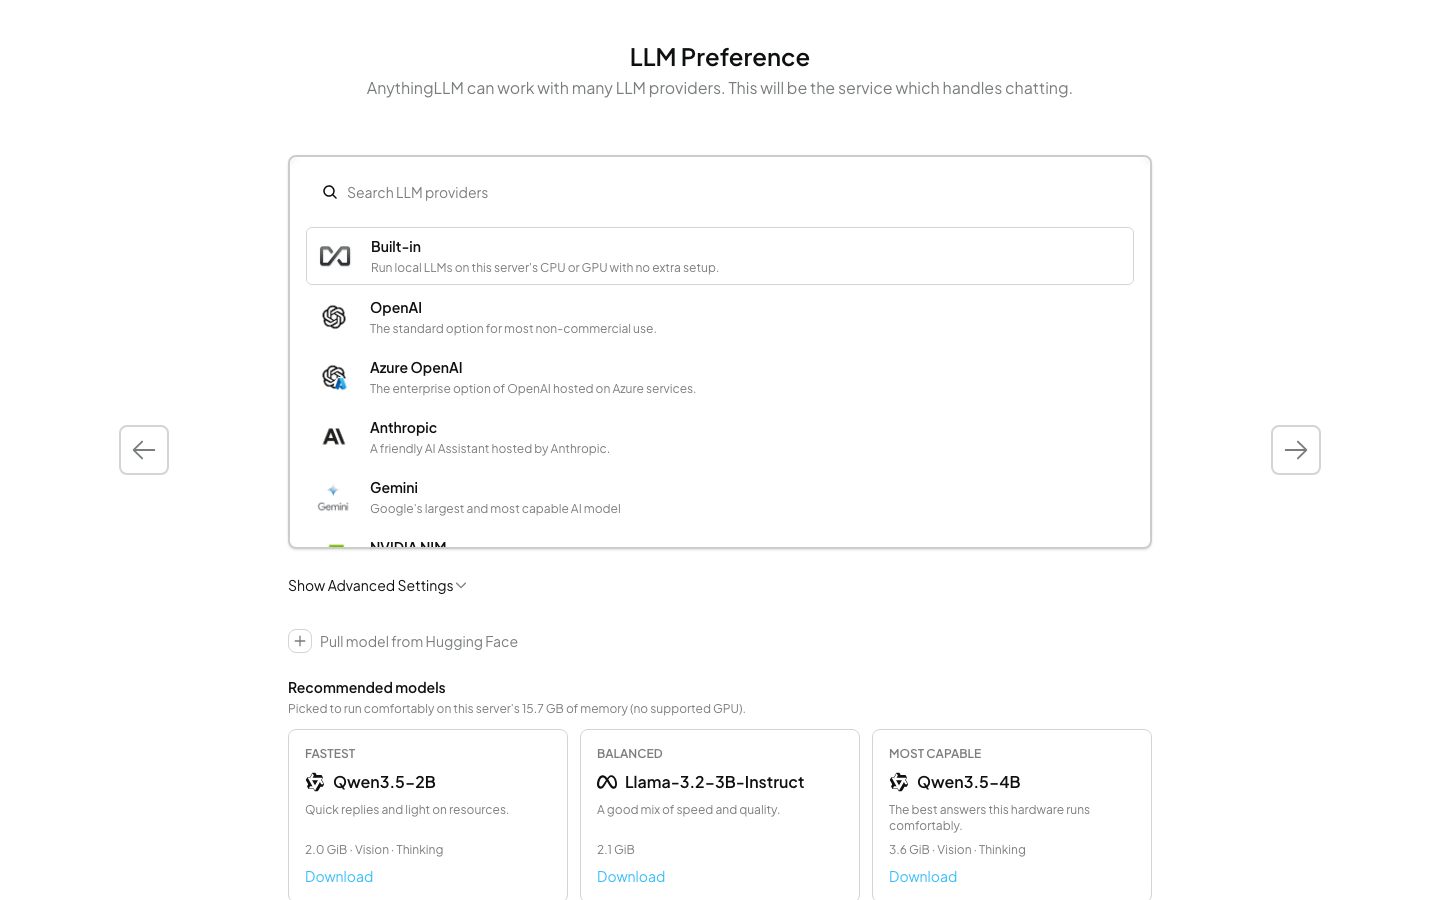 LLM Preference
AnythingLLM can work with many LLM providers. This will be the service which handles chatting.
Search LLM providers
Built-in
Run local LLMs on this server's CPU or GPU with no extra setup.
OpenAI
The standard option for most non-commercial use.
Azure OpenAI
The enterprise option of OpenAI hosted on Azure services.
Anthropic
A friendly AI Assistant hosted by Anthropic.
Gemini
Gemini
Google's largest and most capable AI model
NVIDIA NIM
Show Advanced Settings
Pull model from Hugging Face
Recommended models
Picked to run comfortably on this server's 15.7 GB of memory (no supported GPU).
FASTEST
Qwen3.5-2B
Quick replies and light on resources.
2.0 GiB · Vision · Thinking
Download
BALANCED
Llama-3.2-3B-Instruct
A good mix of speed and quality.
2.1 GiB
Download
MOST CAPABLE
Qwen3.5-4B
The best answers this hardware runs
comfortably.
3.6 GiB · Vision · Thinking
Download